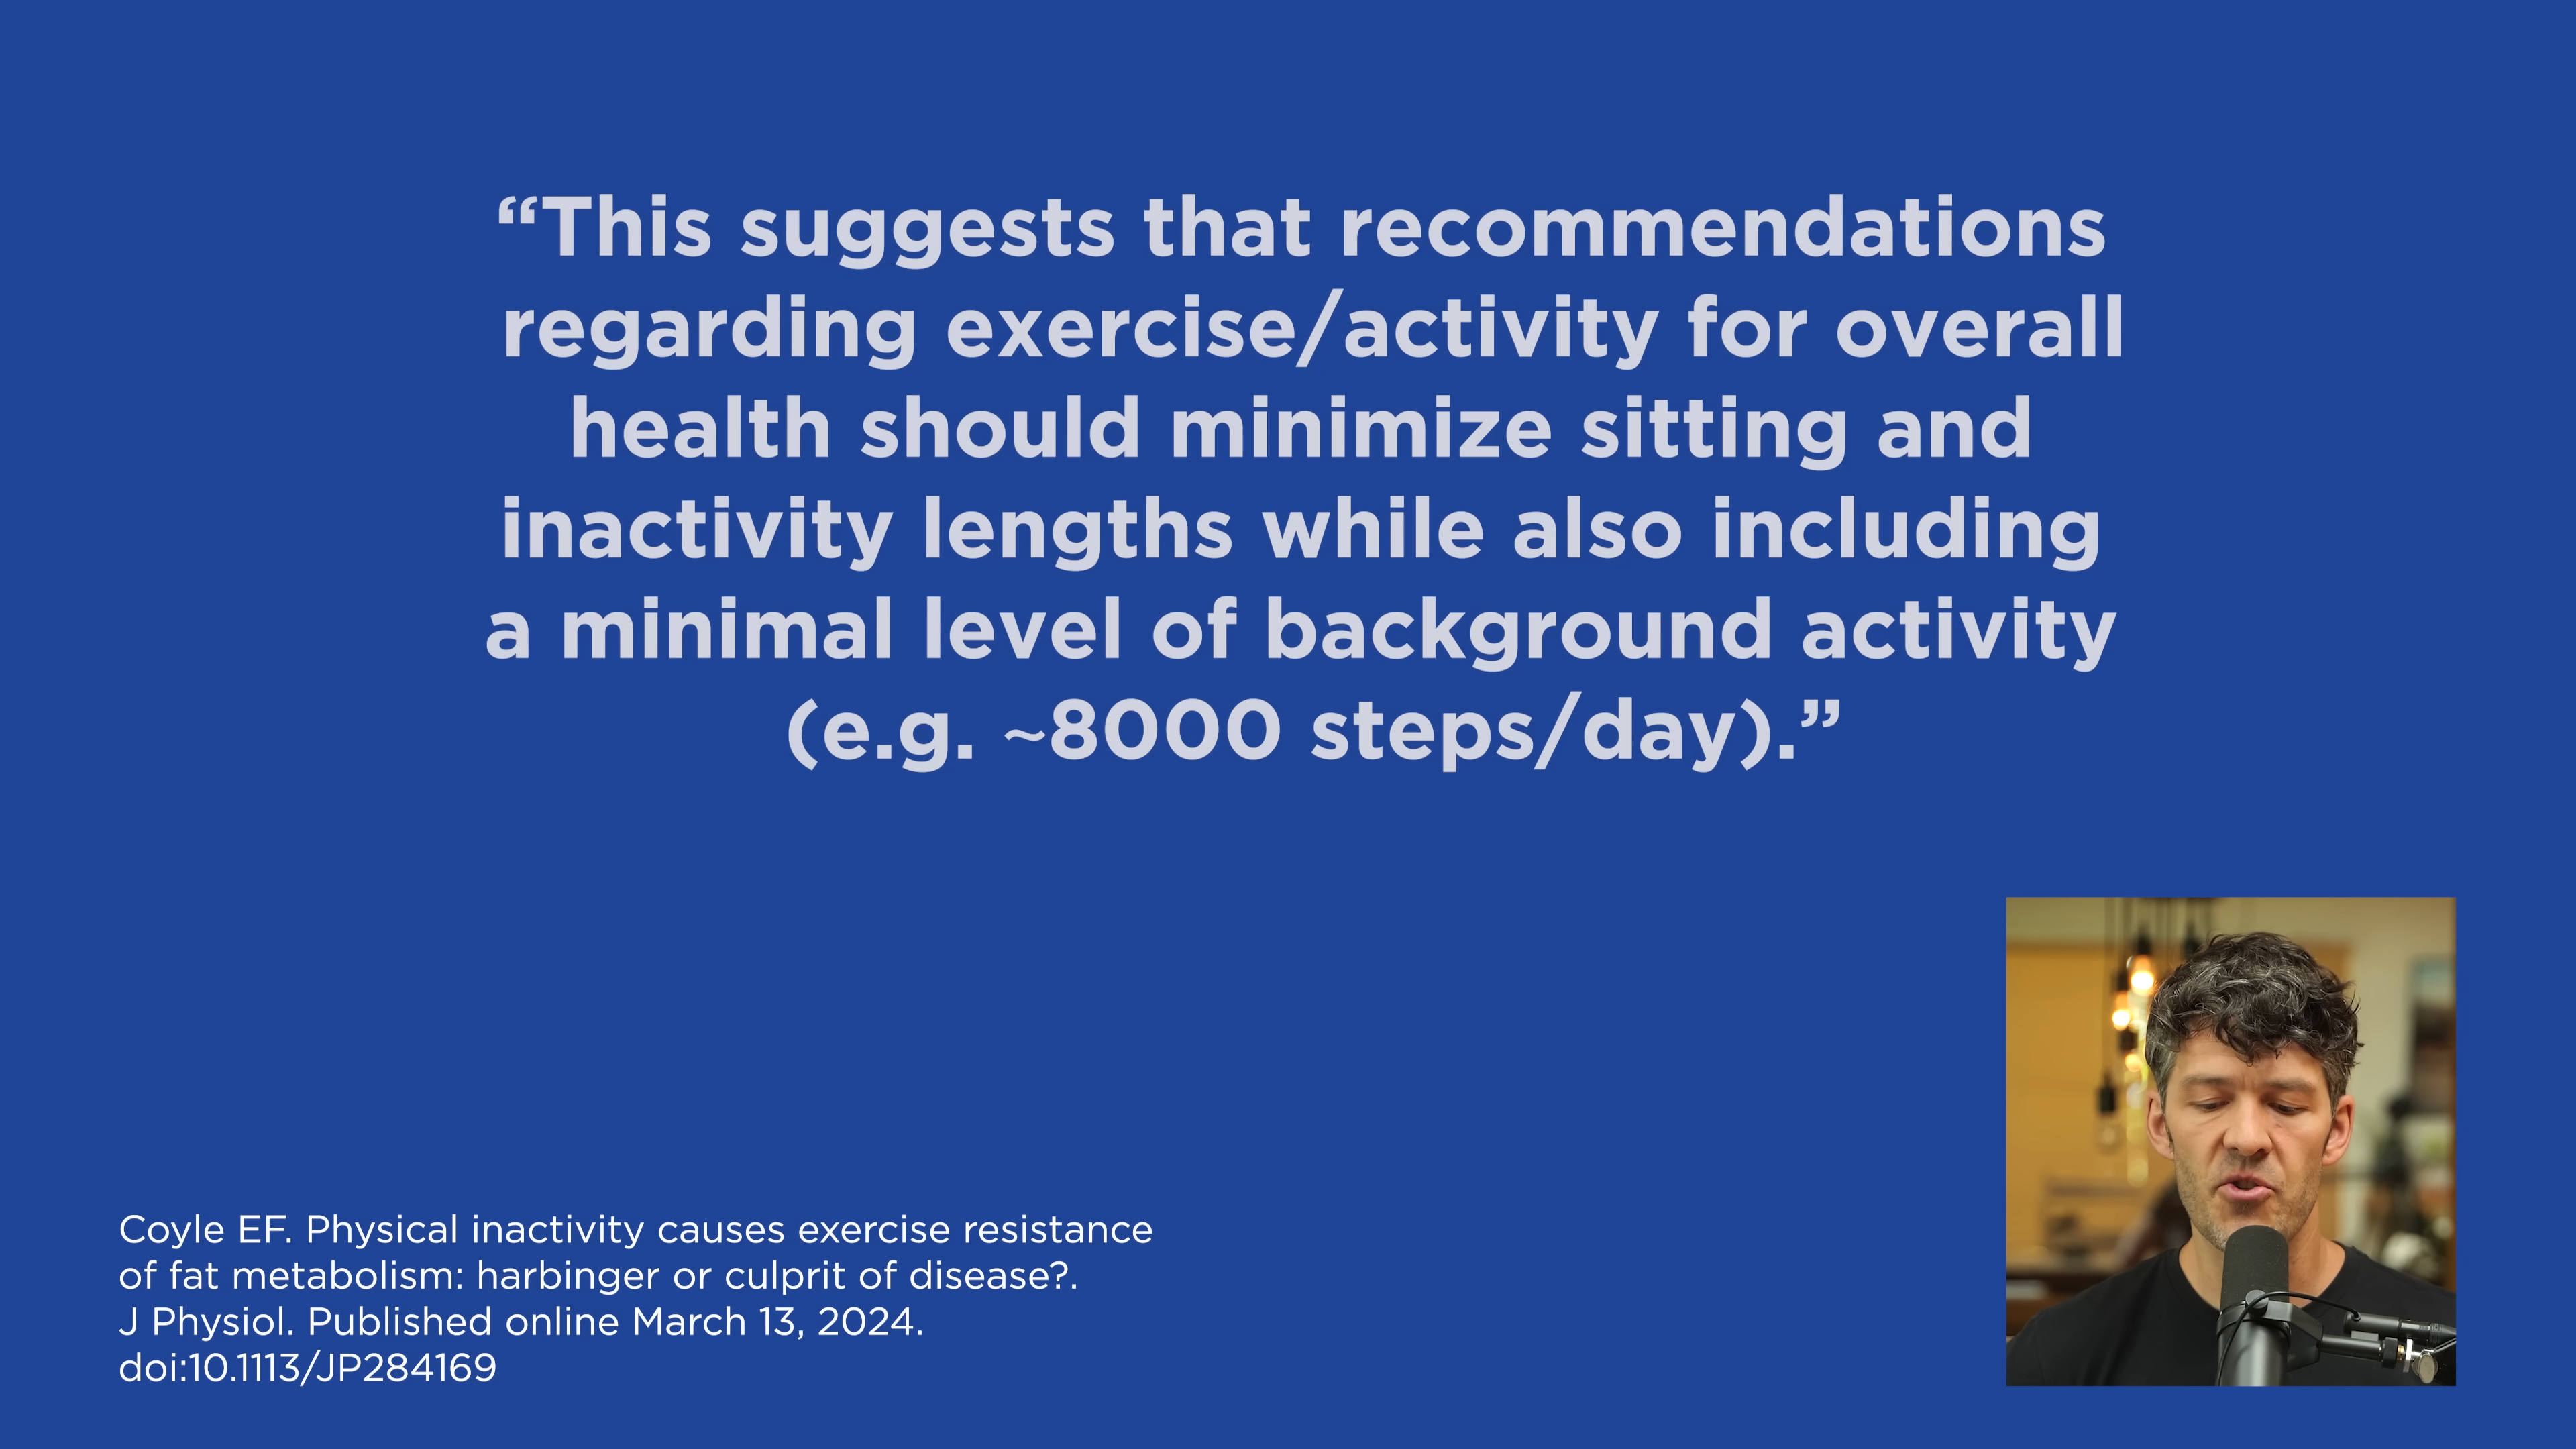 “This suggests that recommendations
regarding exercise/activity for overall
health should minimize sitting and
inactivity lengths while also including
a minimal level of background activity
(e.g. ~8000 steps/day).”
Coyle EF. Physical inactivity causes exercise resistance
of fat metabolism: harbinger or culprit of disease?.
J Physiol. Published online March 13, 2024.
doi:10.1113/JP284169